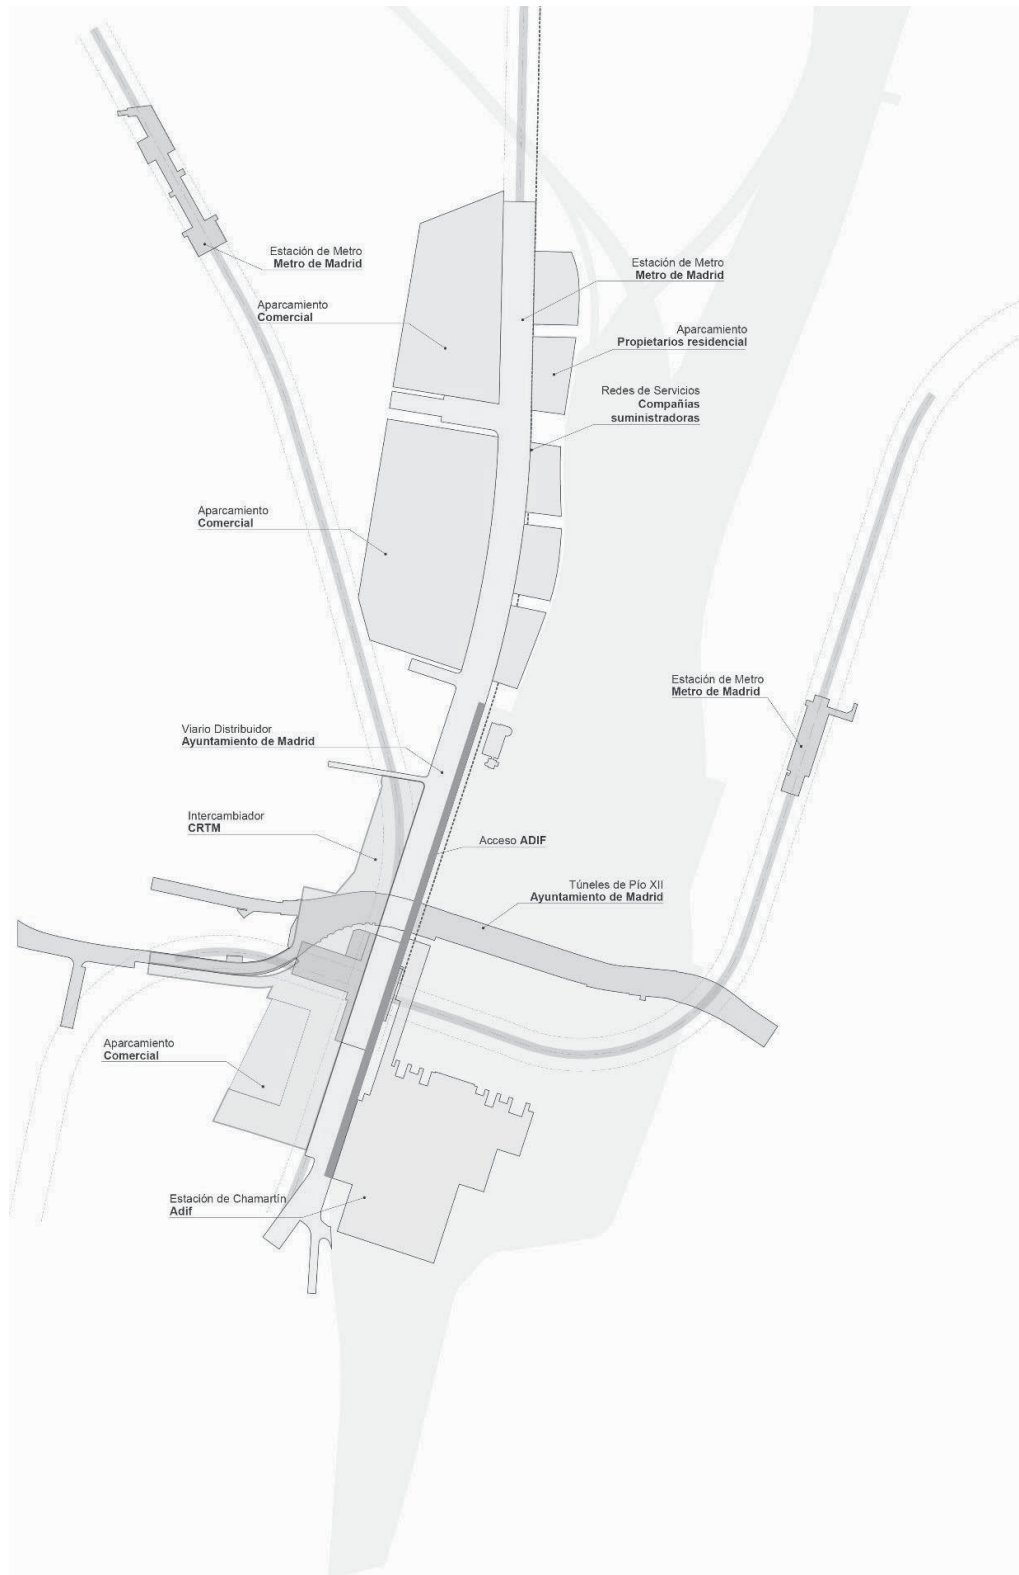 Estación de Metro
Metro de Madrid
Estación de Metro
Metro de Madrid
Aparcamiento
Comercial
Aparcamiento
Propietarios residencial
Redes de Servicios
Compañías
suministradoras
Aparcamiento
Comercial
Estación de Metro
Metro de Madrid
Viario Distribuidor
Ayuntamiento de Madrid
Intercambiador
CRTM
Acceso ADIF
Túneles de Pío XII
Ayuntamiento de Madrid
Aparcamiento
Comercial
Estación de Chamartín
Adif